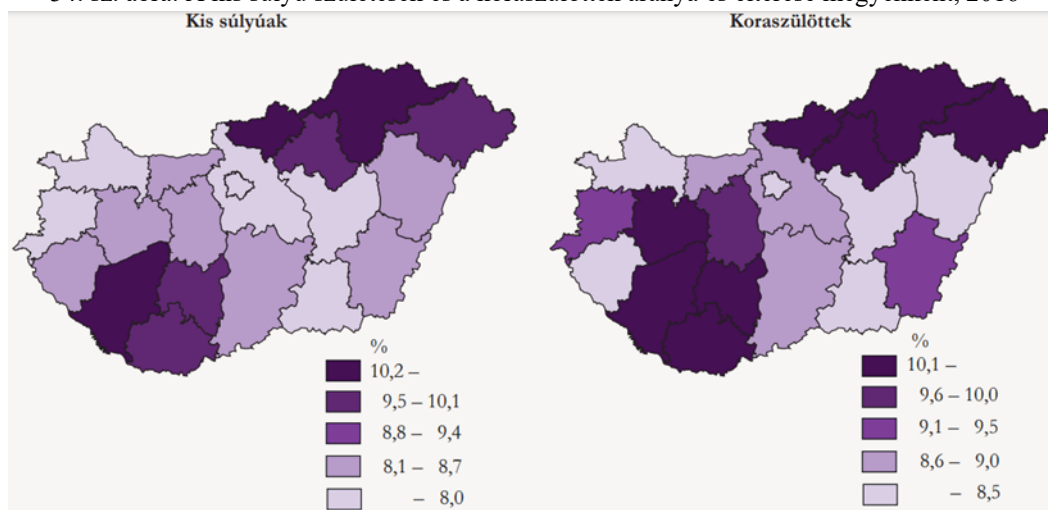 Kis súlyúak
Koraszülöttek
%
10,2 –
9,5 – 10,1
8,8 – 9,4
8,1 – 8,7
– 8,0
%
10,1 –
9,6 – 10,0
9,1 – 9,5
8,6 – 9,0
– 8,5